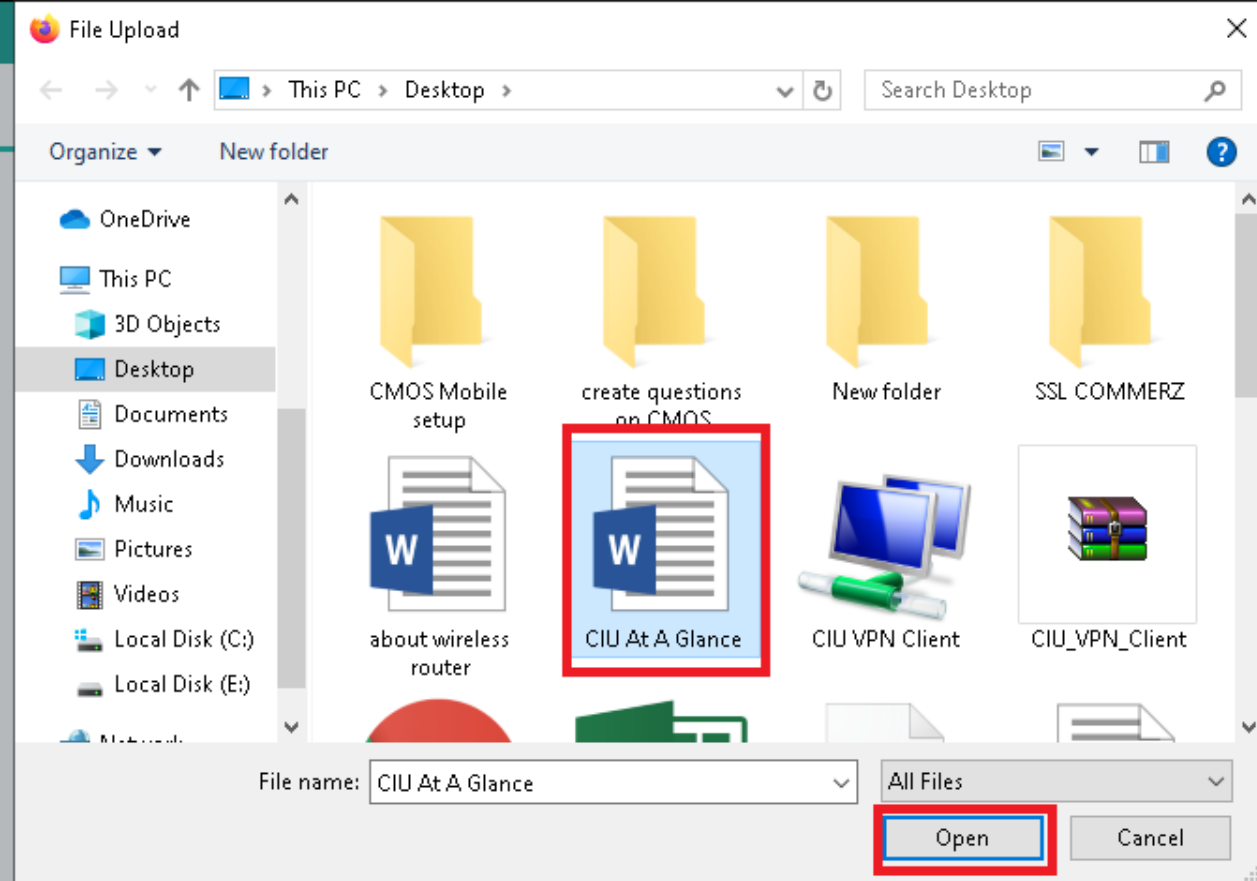 File Upload
This PC > Desktop >
Search Desktop
Organize
New folder
?
OneDrive
This PC
3D Objects
Desktop
Documents
Downloads
Music
Pictures
Videos
Local Disk (C:)
Local Disk (E:)
CMOS Mobile
setup
create questions
on CMOS
New folder
SSL COMMERZ
W
about wireless
router
W
CIU At A Glance
CIU VPN Client
CIU_VPN_Client
File name:
CIU At A Glance
All Files
Open
Cancel